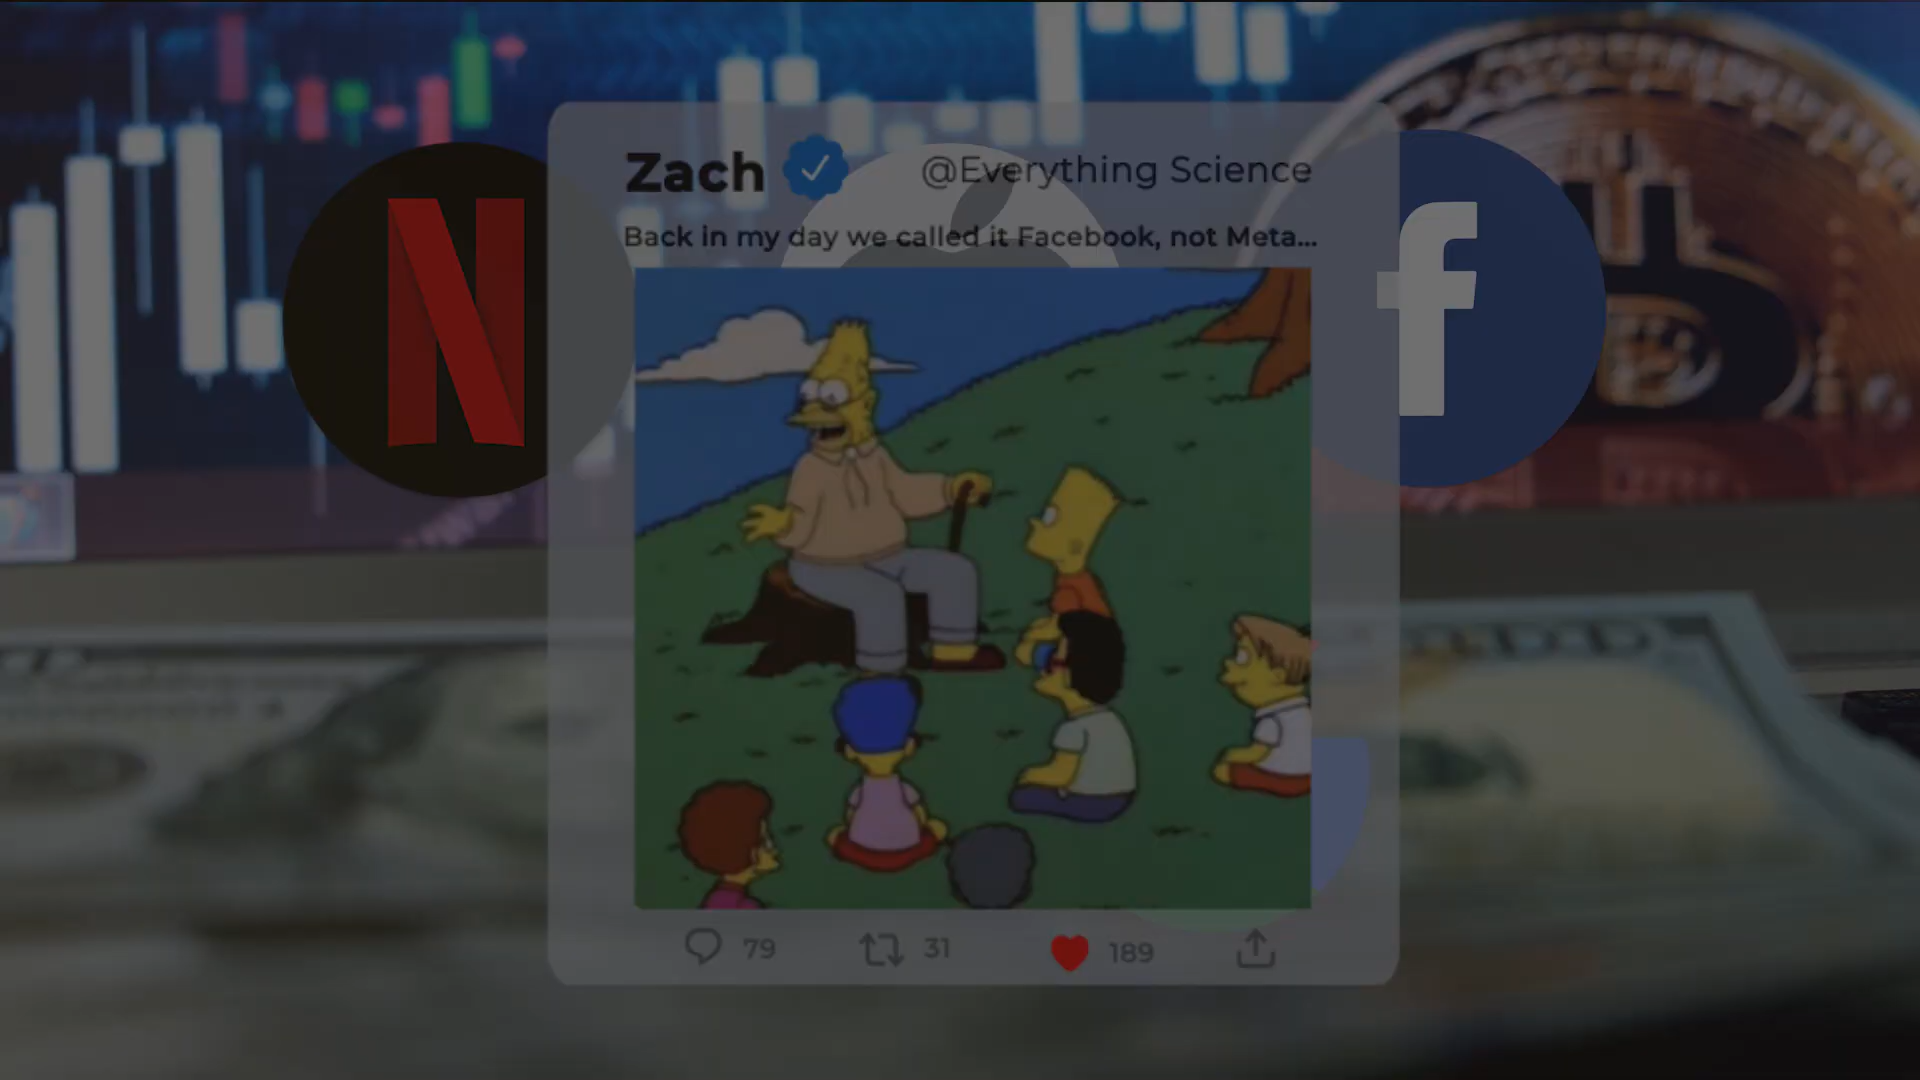 Zach @Everything Science
Back in my day we called it Facebook, not Meta...
79 31 189